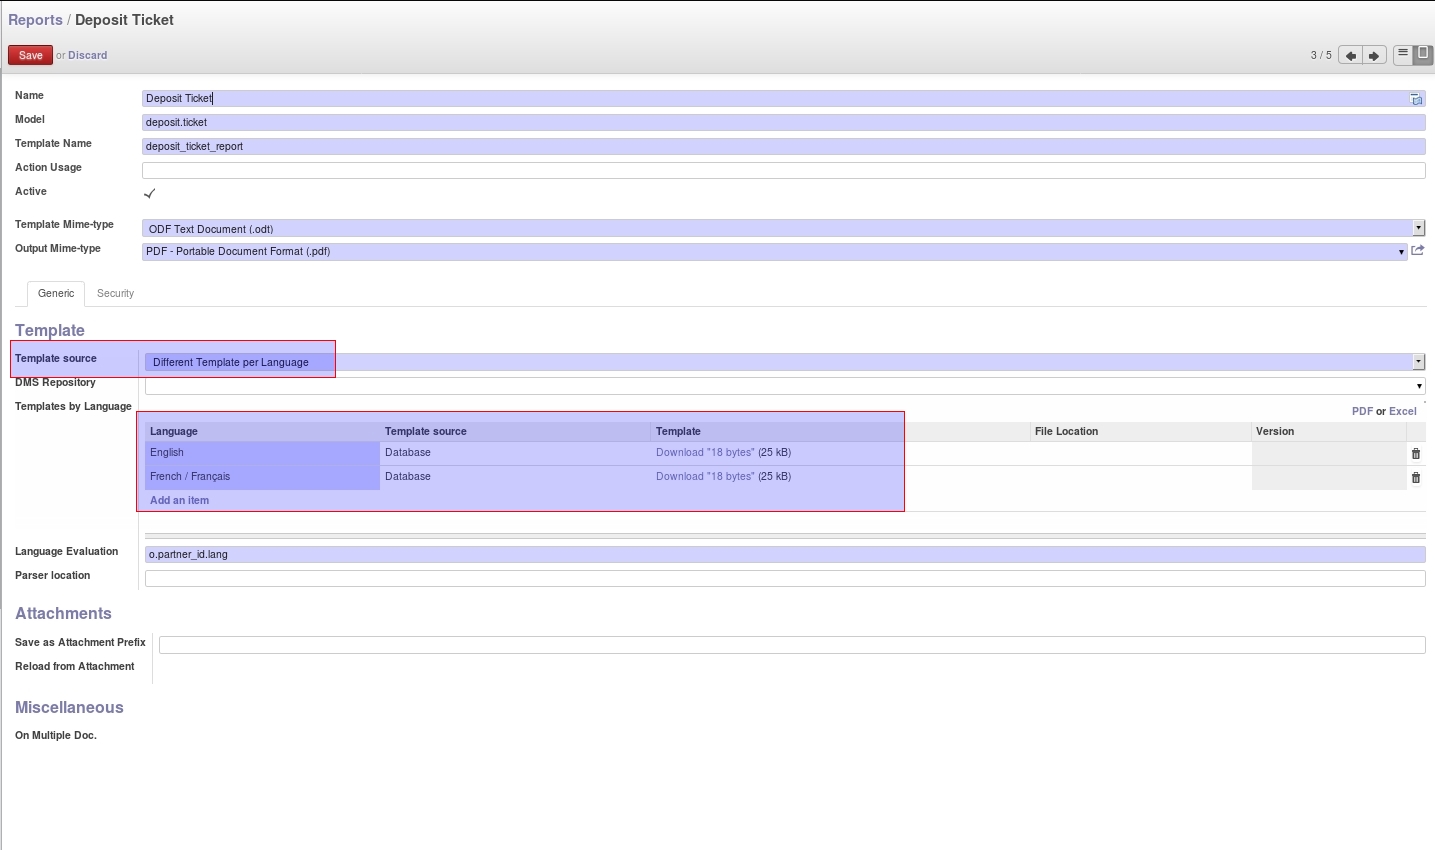 Reports / Deposit Ticket
Save or Discard
3 / 5
Name Deposit Ticket
Model deposit.ticket
Template Name deposit_ticket_report
Action Usage
Active
Template Mime-type ODF Text Document (.odt)
Output Mime-type PDF - Portable Document Format (.pdf)
Generic Security
Template
Template source Different Template per Language
DMS Repository
Templates by Language
PDF or Excel
Language Template source Template File Location Version
English Database Download "18 bytes" (25 kB)
French / Français Database Download "18 bytes" (25 kB)
Add an item
Language Evaluation o.partner_id.lang
Parser location
Attachments
Save as Attachment Prefix
Reload from Attachment
Miscellaneous
On Multiple Doc.